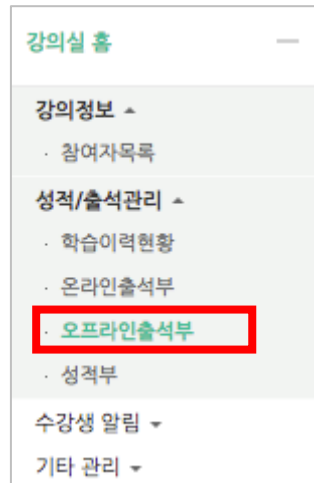 강의실 홈
강의정보
· 참여자목록
성적/출석관리
· 학습이력현황
· 온라인출석부
· 오프라인출석부
· 성적부
수강생 알림
기타 관리